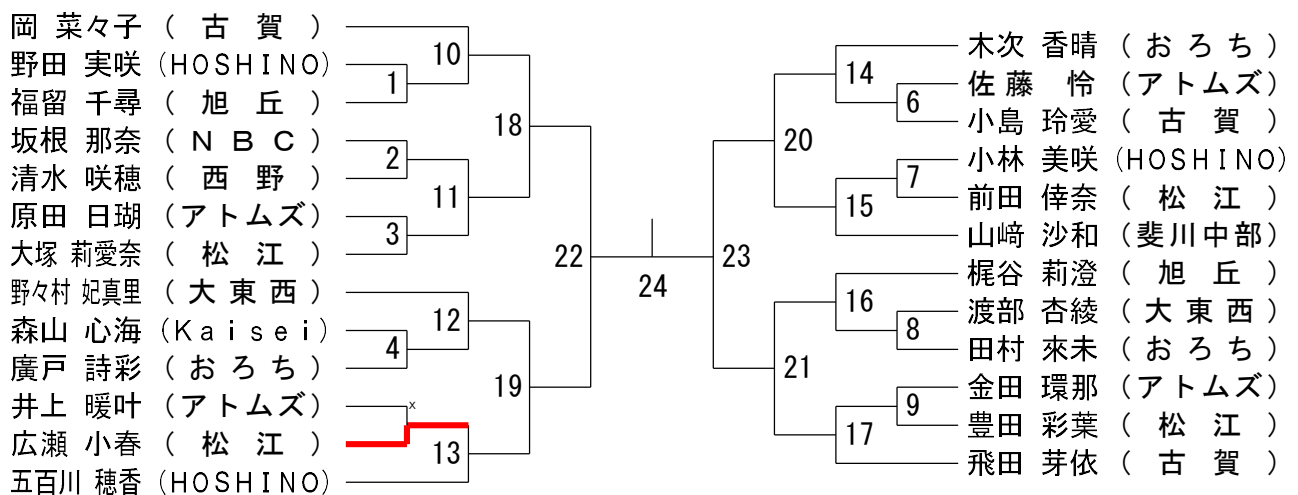 岡 菜々子 ( 古 賀 )
野田 実咲 (HOSHINO)
福留 千尋 ( 旭 丘 )
坂根 那奈 ( N B C )
清水 咲穂 ( 西 野 )
原田 日瑚 (アトムズ)
大塚 莉愛奈 ( 松 江 )
野々村 妃真里 ( 大 東 西 )
森山 心海 (Kaisei)
廣戸 詩彩 ( お ろ ち )
井上 暖叶 (アトムズ)
広瀬 小春 ( 松 江 )
五百川 穂香 (HOSHINO)
10
1
18
2
11
3
22
12
4
19
x
13
24
木次 香晴 ( お ろ ち )
佐藤 怜 (アトムズ)
小島 玲愛 ( 古 賀 )
小林 美咲 (HOSHINO)
前田 倖奈 ( 松 江 )
山﨑 沙和 (斐川中部)
梶谷 莉澄 ( 旭 丘 )
渡部 杏綾 ( 大 東 西 )
田村 來未 ( お ろ ち )
金田 環那 (アトムズ)
豊田 彩葉 ( 松 江 )
飛田 芽依 ( 古 賀 )
14
6
20
7
15
23
16
8
21
9
17